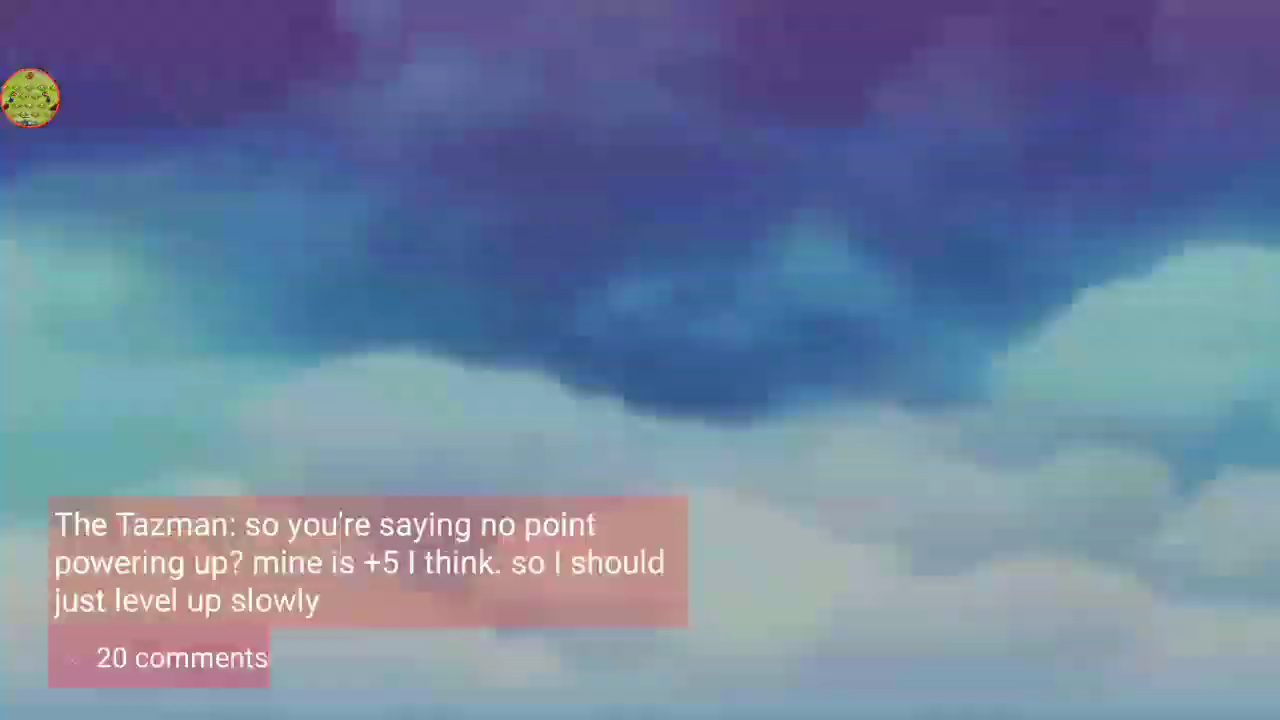 The Tazman: so you're saying no point
powering up? mine is +5 I think. so I should
just level up slowly
20 comments